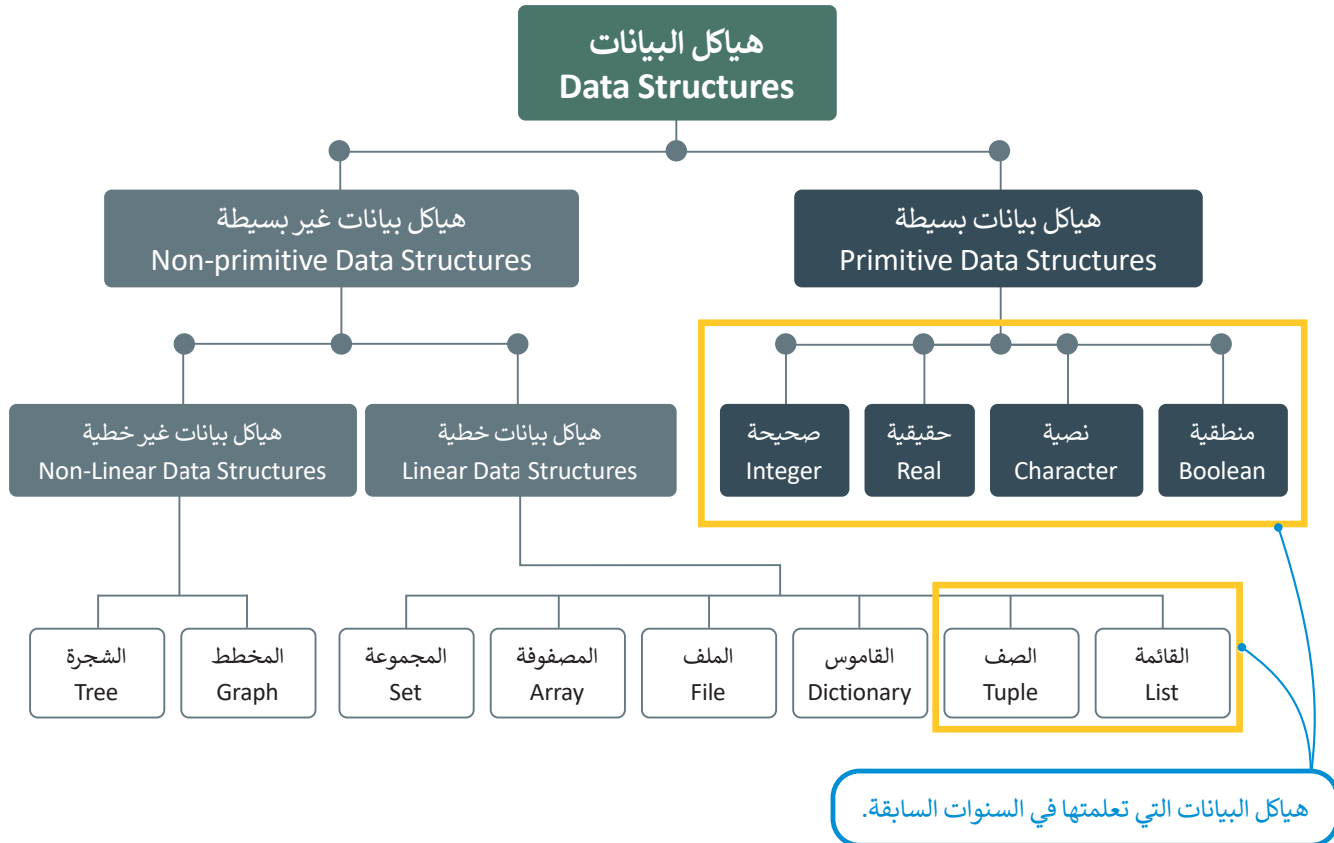 هياكل البيانات
Data Structures
هياكل بيانات بسيطة
Primitive Data Structures
هياكل بيانات غير بسيطة
Non-primitive Data Structures
منطقية
Boolean
نصية
Character
حقيقية
Real
صحيحة
Integer
هياكل بيانات خطية
Linear Data Structures
هياكل بيانات غير خطية
Non-Linear Data Structures
القائمة
List
الصف
Tuple
القاموس
Dictionary
الملف
File
المصفوفة
Array
المجموعة
Set
المخطط
Graph
الشجرة
Tree
هياكل البيانات التي تعلمتها في السنوات السابقة.